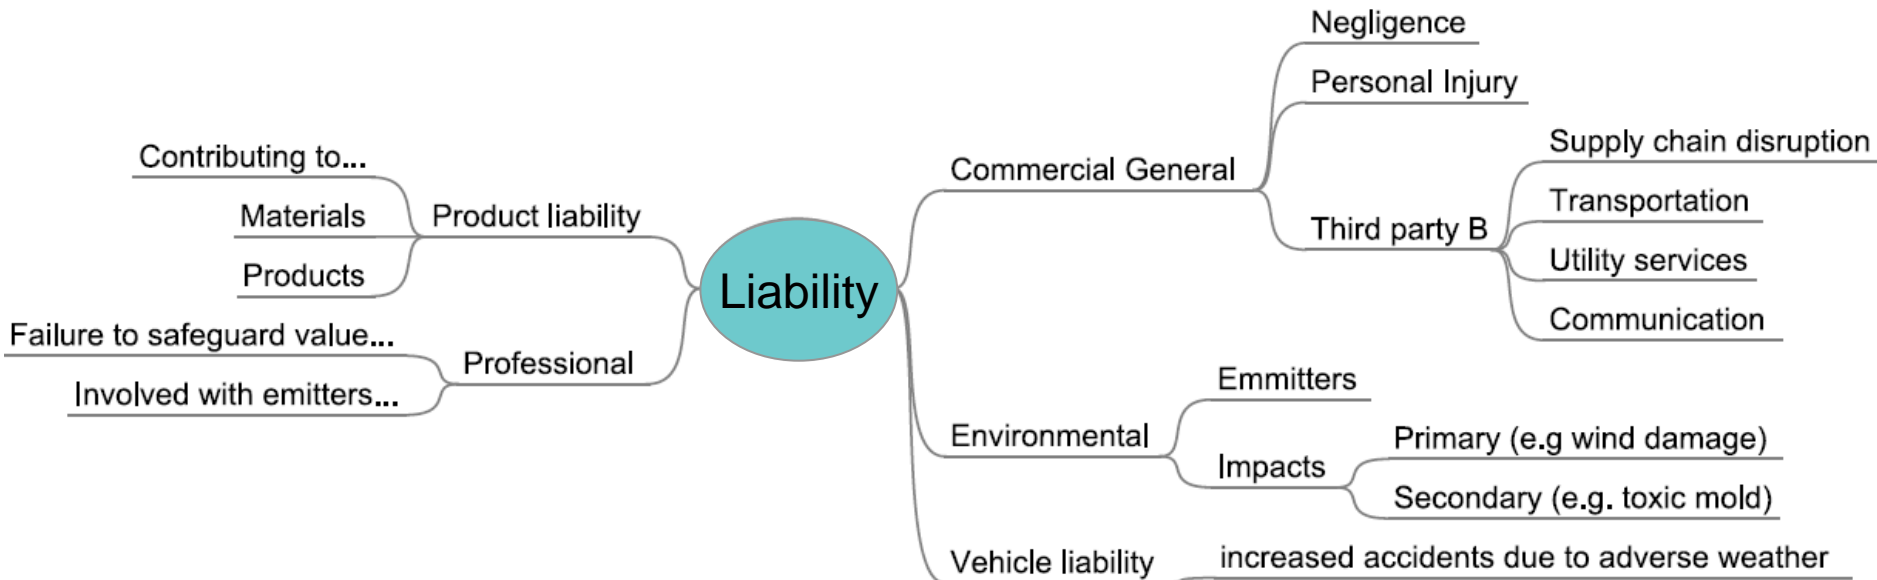 Negligence
Personal Injury
Supply chain disruption
Contributing to...
Commercial General
Transportation
Materials
Product liability
Third party B
Utility services
Products
Liability
Communication
Failure to safeguard value...
Professional
Emmitters
Involved with emitters...
Environmental
Primary (e.g wind damage)
Impacts
Secondary (e.g. toxic mold)
Vehicle liability
increased accidents due to adverse weather